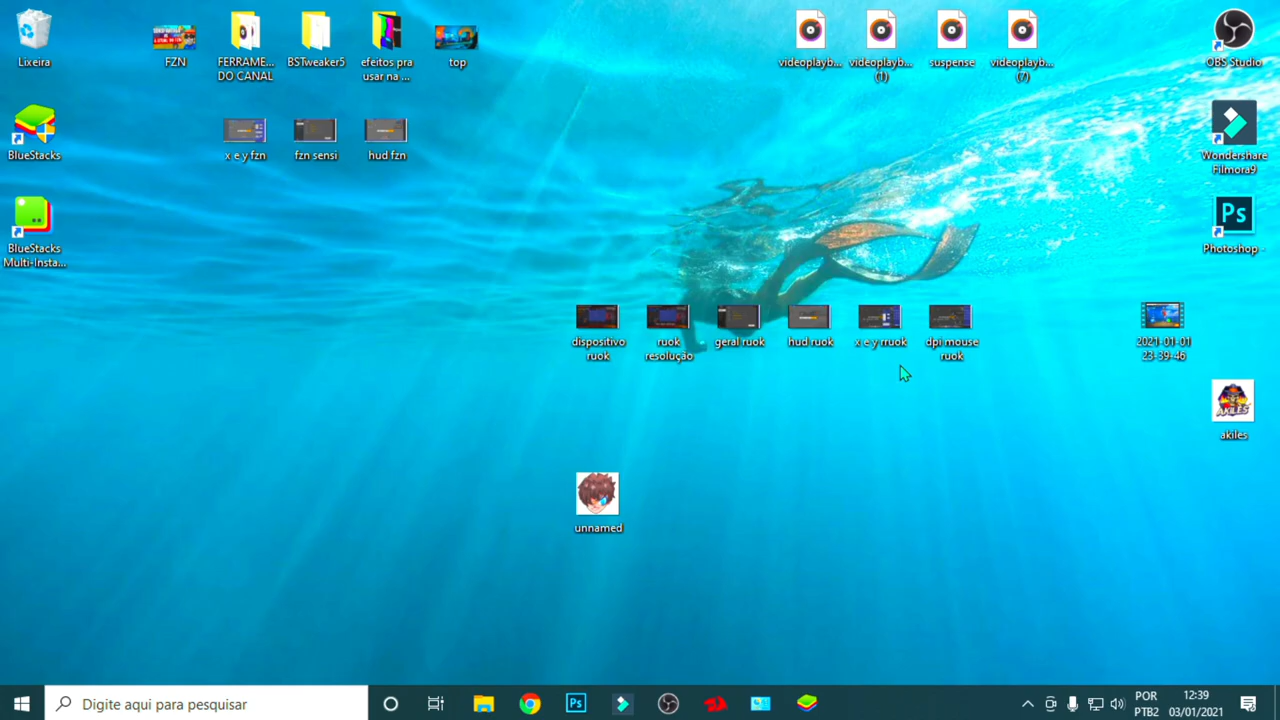 Lixeira
FZN
FERRAME...
DO CANAL
BSTweaker5
efeitos pra
usar na ...
top
videoplayb...
videoplayb...
(1)
suspense
videoplayb...
(7)
OBS Studio
BlueStacks
x e y fzn
fzn sensi
hud fzn
Wondershare
Filmora9
BlueStacks
Multi-Insta...
Ps
Photoshop -
dispositivo
ruok
ruok
resolução
geral ruok
hud ruok
x e y rruok
dpi mouse
ruok
2021-01-01
23-39-46
AKILES
akiles
unnamed
Digite aqui para pesquisar
Ps
POR
PTB2
12:39
03/01/2021